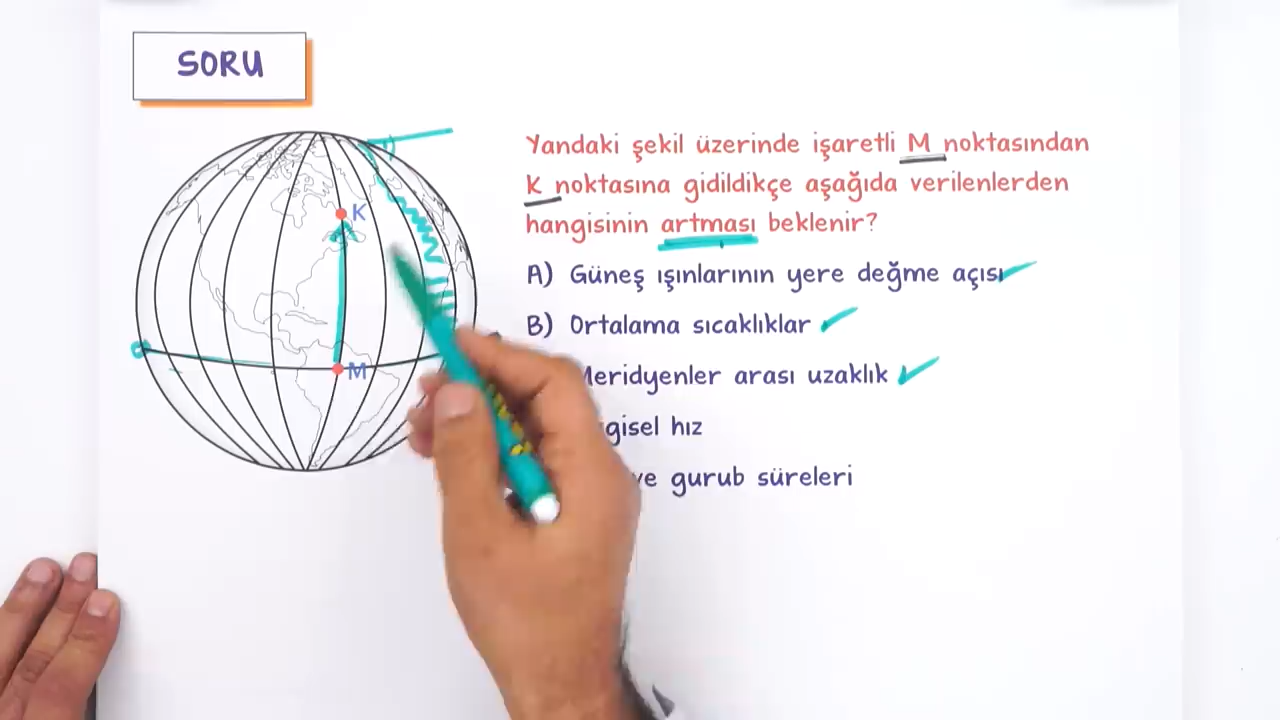 SORU
Yandaki şekil üzerinde işaretli M noktasından
K noktasına gidildikçe aşağıda verilenlerden
hangisinin artması beklenir?
A) Güneş ışınlarının yere değme açısı
B) Ortalama sıcaklıklar
Meridyenler arası uzaklık
hız
ve gurub süreleri
K
M